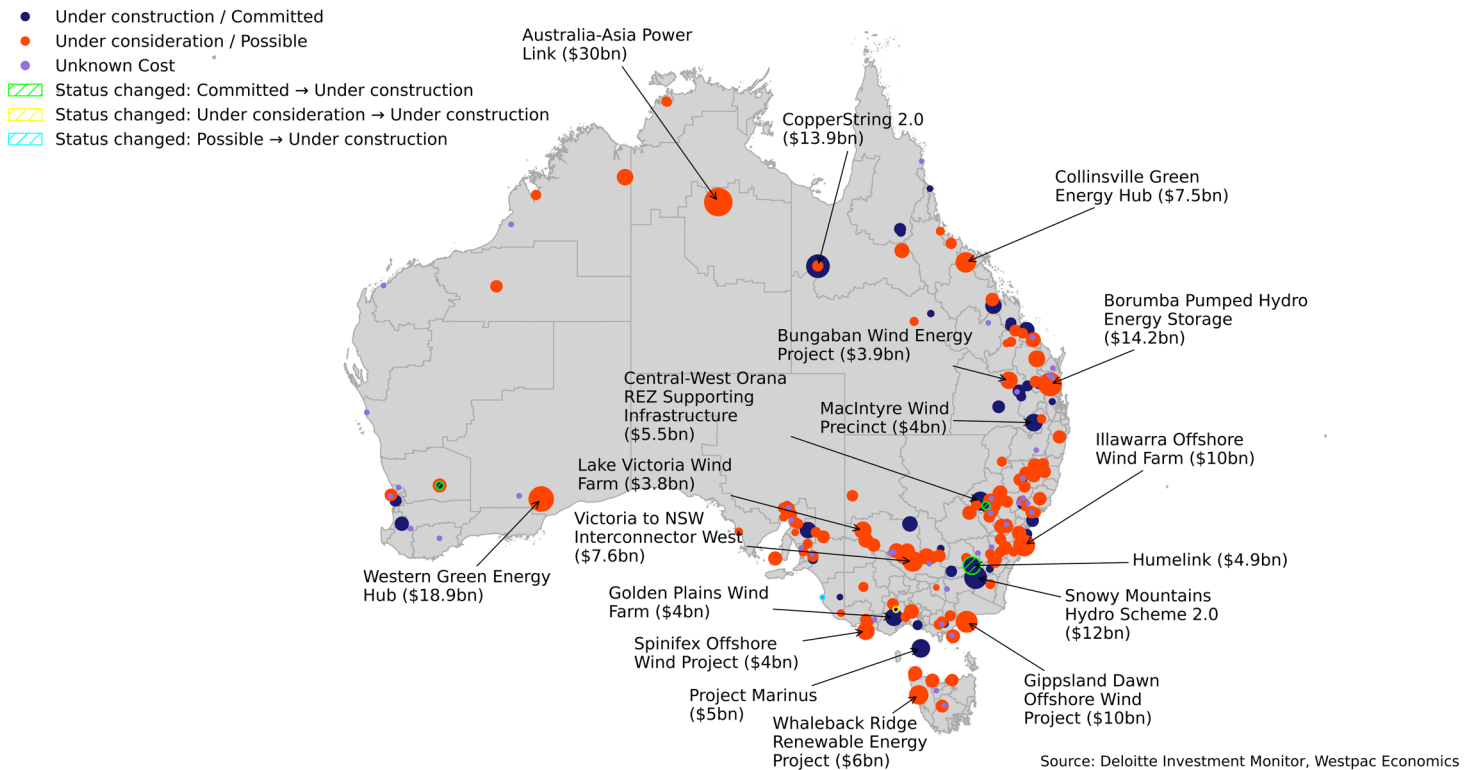 Under construction / Committed
Under consideration / Possible
Unknown Cost
Status changed: Committed → Under construction
Status changed: Under consideration → Under construction
Status changed: Possible → Under construction
Australia-Asia Power
Link ($30bn)
CopperString 2.0
($13.9bn)
Collinsville Green
Energy Hub ($7.5bn)
Borumba Pumped Hydro
Energy Storage
($14.2bn)
Bungaban Wind Energy
Project ($3.9bn)
Central-West Orana
REZ Supporting
Infrastructure
($5.5bn)
MacIntyre Wind
Precinct ($4bn)
Illawarra Offshore
Wind Farm ($10bn)
Lake Victoria Wind
Farm ($3.8bn)
Victoria to NSW
Interconnector West
($7.6bn)
Humelink ($4.9bn)
Western Green Energy
Hub ($18.9bn)
Golden Plains Wind
Farm ($4bn)
Snowy Mountains
Hydro Scheme 2.0
($12bn)
Spinifex Offshore
Wind Project ($4bn)
Gippsland Dawn
Offshore Wind
Project ($10bn)
Project Marinus
($5bn)
Whaleback Ridge
Renewable Energy
Project ($6bn)
Source: Deloitte Investment Monitor, Westpac Economics